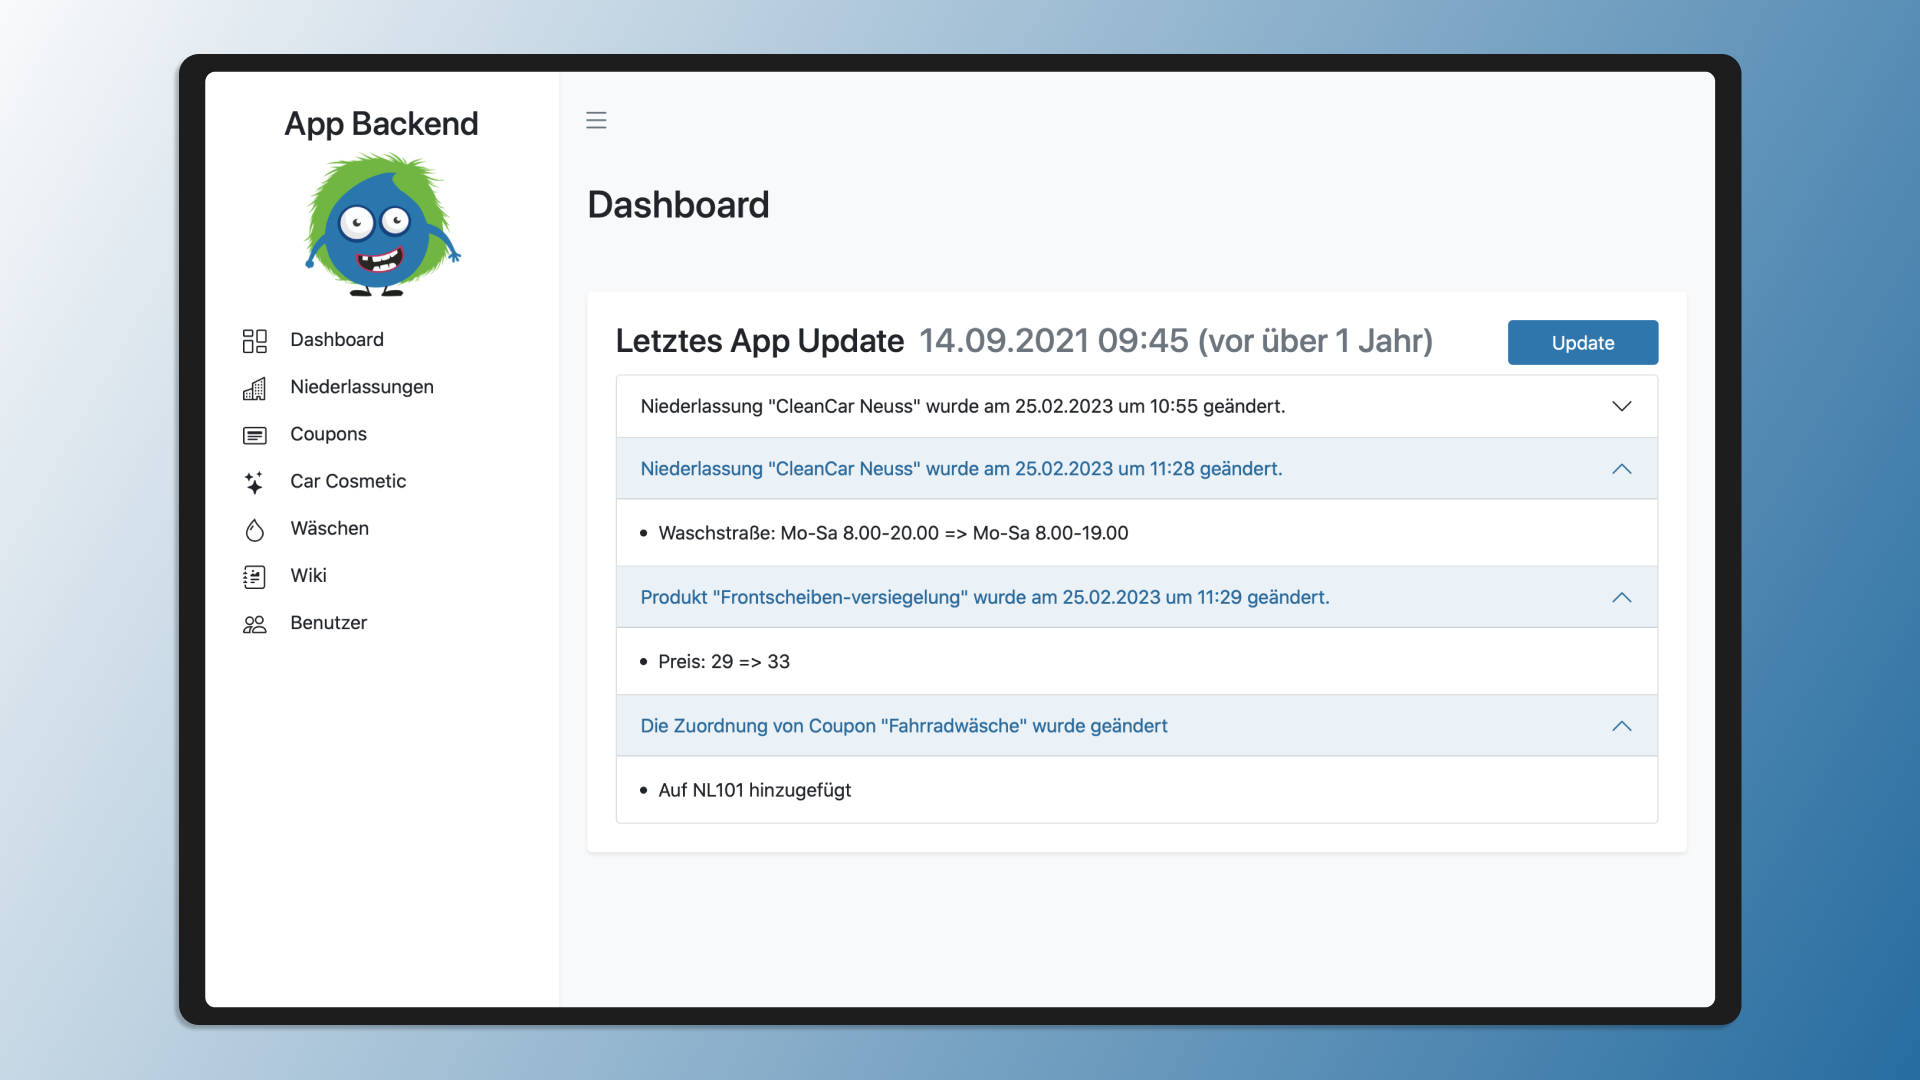 App Backend
Dashboard
Niederlassungen
Coupons
Car Cosmetic
Wäschen
Wiki
Benutzer
Dashboard
Letztes App Update 14.09.2021 09:45 (vor über 1 Jahr)
Update
Niederlassung "CleanCar Neuss" wurde am 25.02.2023 um 10:55 geändert.
Niederlassung "CleanCar Neuss" wurde am 25.02.2023 um 11:28 geändert.
• Waschstraße: Mo-Sa 8.00-20.00 => Mo-Sa 8.00-19.00
Produkt "Frontscheiben-versiegelung" wurde am 25.02.2023 um 11:29 geändert.
• Preis: 29 => 33
Die Zuordnung von Coupon "Fahrradwäsche" wurde geändert
• Auf NL101 hinzugefügt